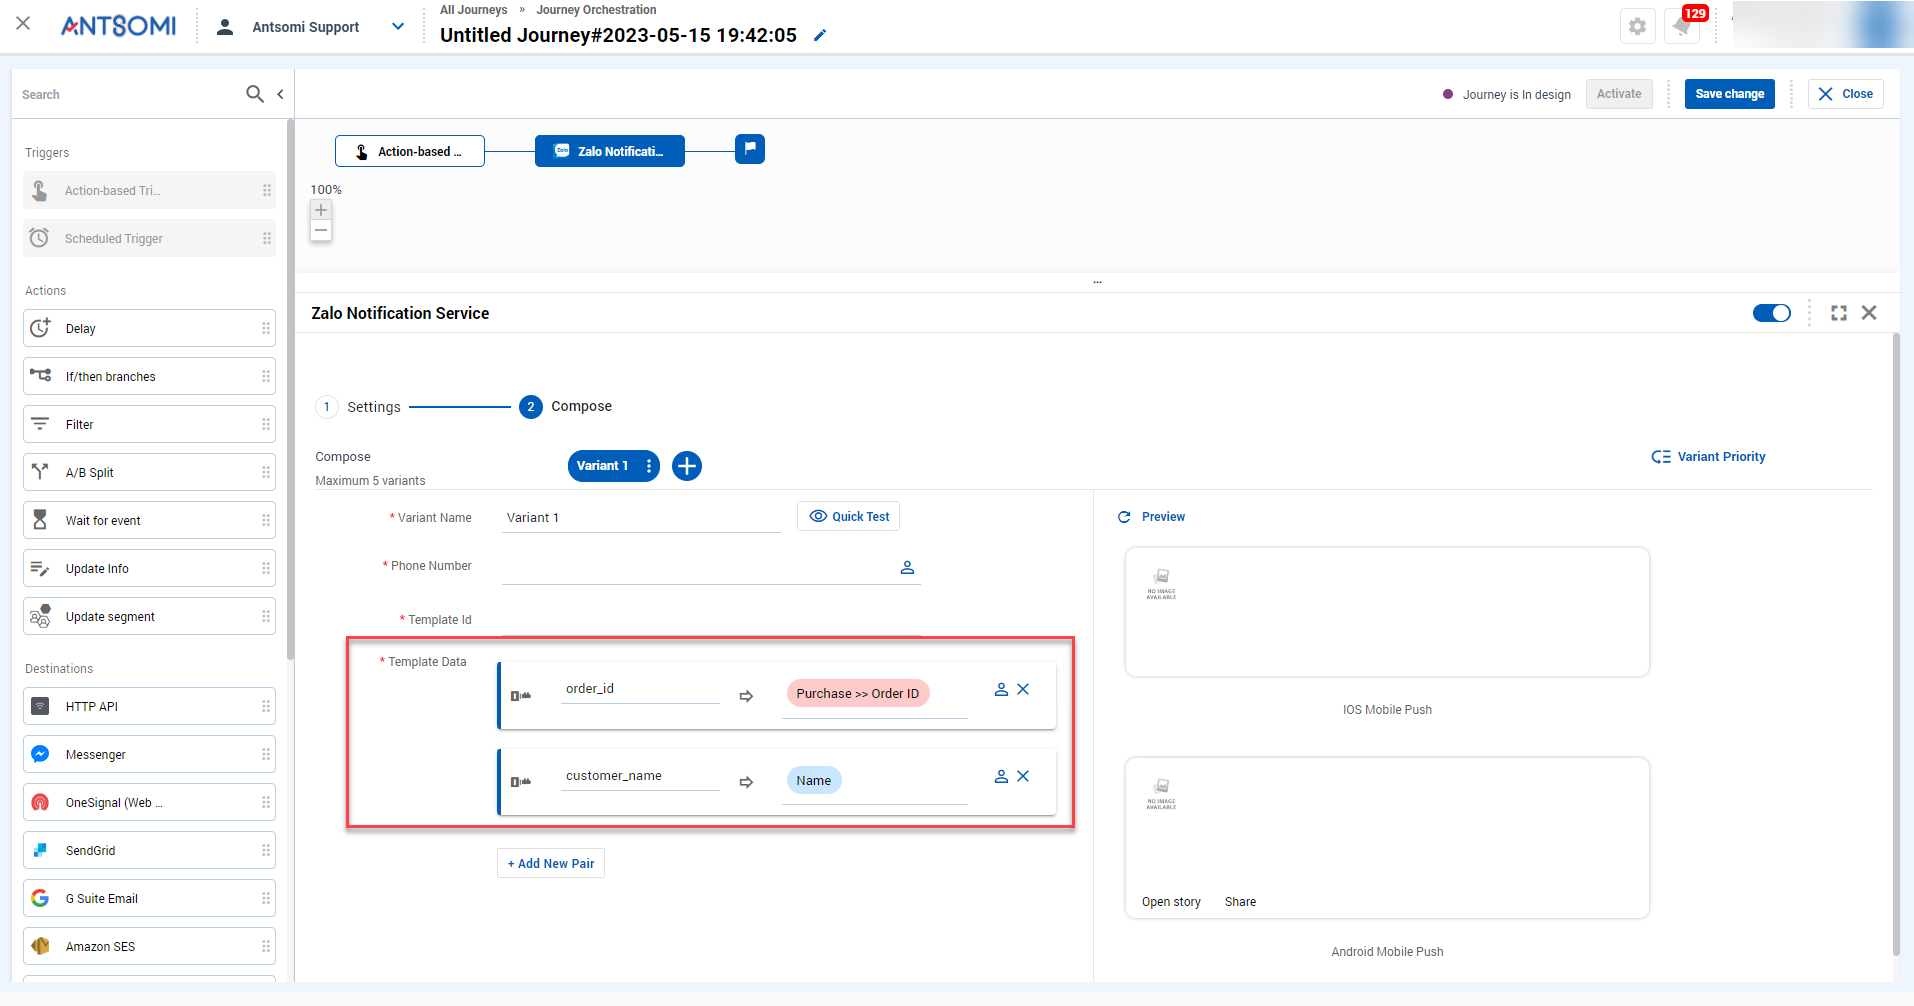 ANTSOMI
Antsomi Support
All Journeys » Journey Orchestration
Untitled Journey#2023-05-15 19:42:05
129
Search
Journey is In design
Activate
Save change
Close
Triggers
Action-based Tri...
Scheduled Trigger
Actions
Delay
If/then branches
Filter
A/B Split
Wait for event
Update Info
Update segment
Destinations
HTTP API
Messenger
OneSignal (Web ...
SendGrid
G Suite Email
Amazon SES
Action-based ...
Zalo
Zalo Notificati...
100%
...
Zalo Notification Service
1 Settings
2 Compose
Compose
Maximum 5 variants
Variant 1
Variant Priority
* Variant Name
Variant 1
Quick Test
* Phone Number
* Template Id
* Template Data
order_id
Purchase >> Order ID
customer_name
Name
+ Add New Pair
Preview
NO IMAGE
AVAILABLE
IOS Mobile Push
NO IMAGE
AVAILABLE
Open story Share
Android Mobile Push